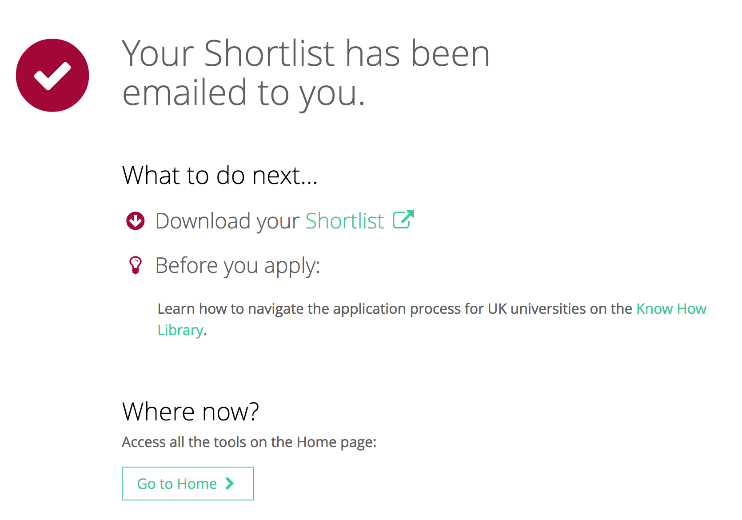 Your Shortlist has been
emailed to you.
What to do next...
Download your Shortlist
Before you apply:
Learn how to navigate the application process for UK universities on the Know How
Library.
Where now?
Access all the tools on the Home page:
Go to Home